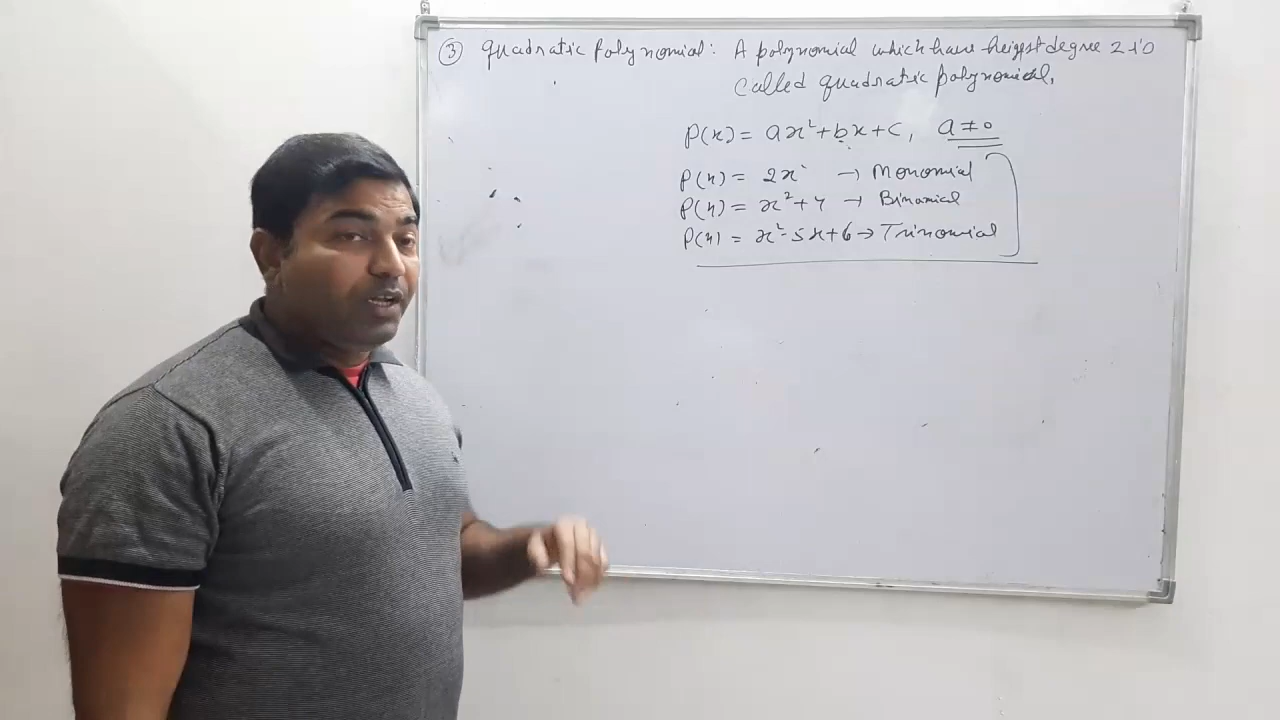 ③ quadratic polynomial: A polynomial which have heigest degree 2 is
called quadratic polynomial.
P(x) = ax²+bx+c, a≠0
P(x) = 2x² → Monomial
P(x) = x²+4 → Binomial
P(x) = x²-5x+6 → Trinomial